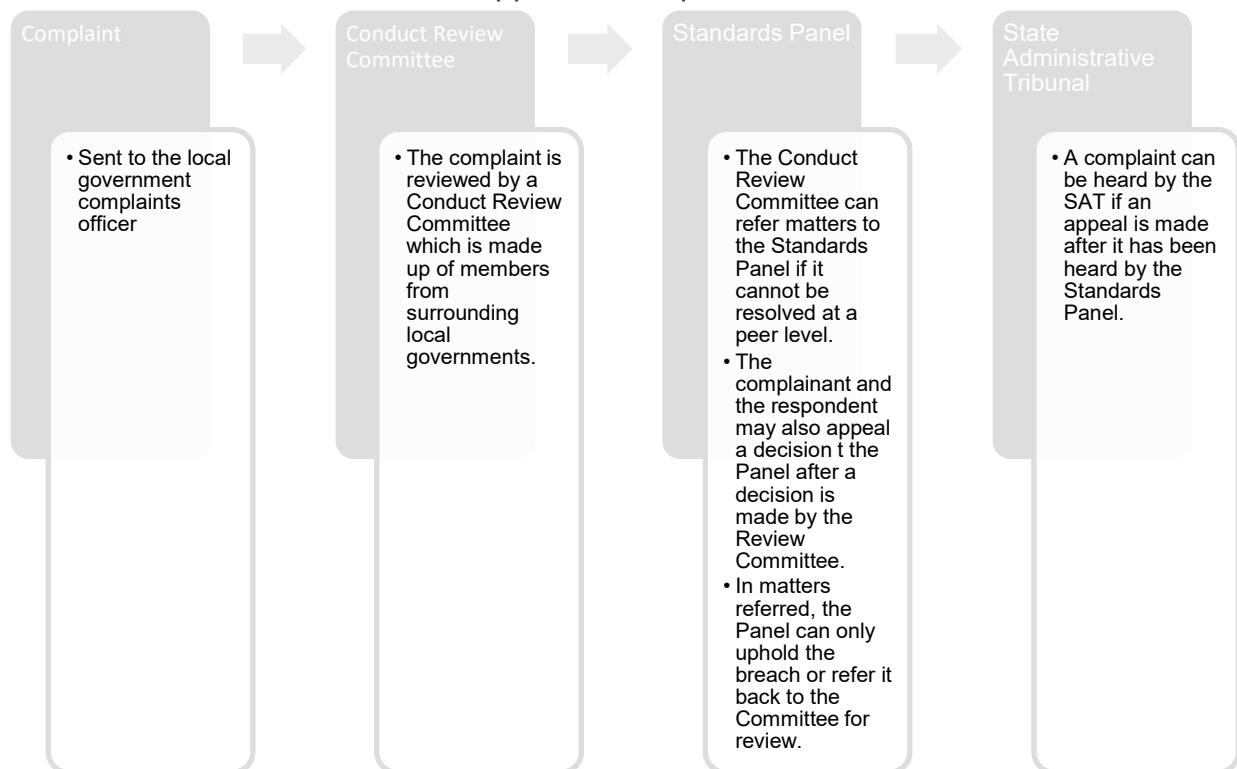 Complaint
• Sent to the local
government
complaints
officer
Conduct Review
Committee
• The complaint is
reviewed by a
Conduct Review
Committee
which is made
up of members
from
surrounding
local
governments.
Standards Panel
• The Conduct
Review
Committee can
refer matters to
the Standards
Panel if it
cannot be
resolved at a
peer level.
• The
complainant and
the respondent
may also appeal
a decision t the
Panel after a
decision is
made by the
Review
Committee.
• In matters
referred, the
Panel can only
uphold the
breach or refer it
back to the
Committee for
review.
State
Administrative
Tribunal
• A complaint can
be heard by the
SAT if an
appeal is made
after it has been
heard by the
Standards
Panel.